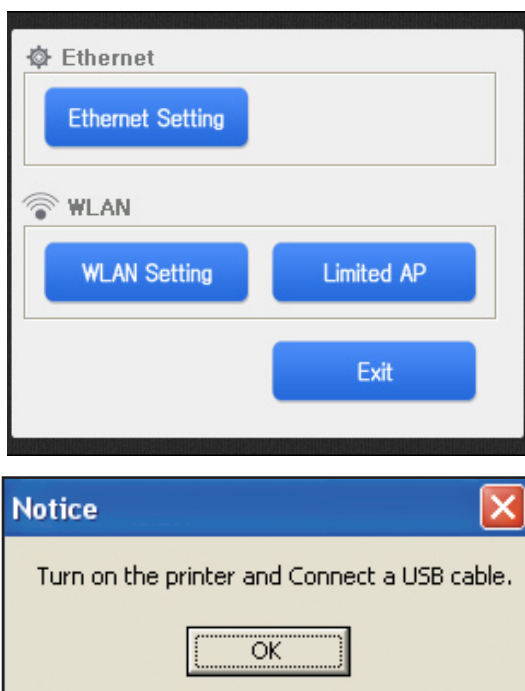 Ethernet
Ethernet Setting
WLAN
WLAN Setting
Limited AP
Exit
Notice
Turn on the printer and Connect a USB cable.
OK